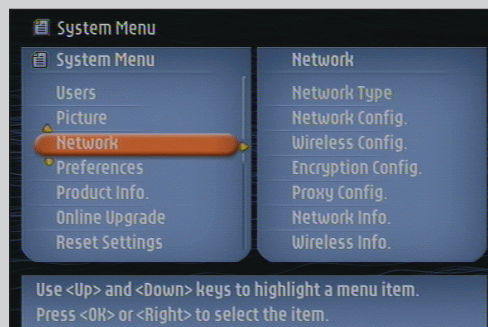 System Menu
System Menu
Users
Picture
Network
Preferences
Product Info.
Online Upgrade
Reset Settings
Network
Network Type
Network Config.
Wireless Config.
Encryption Config.
Proxy Config.
Network Info.
Wireless Info.
Use <Up> and <Down> keys to highlight a menu item.
Press <OK> or <Right> to select the item.